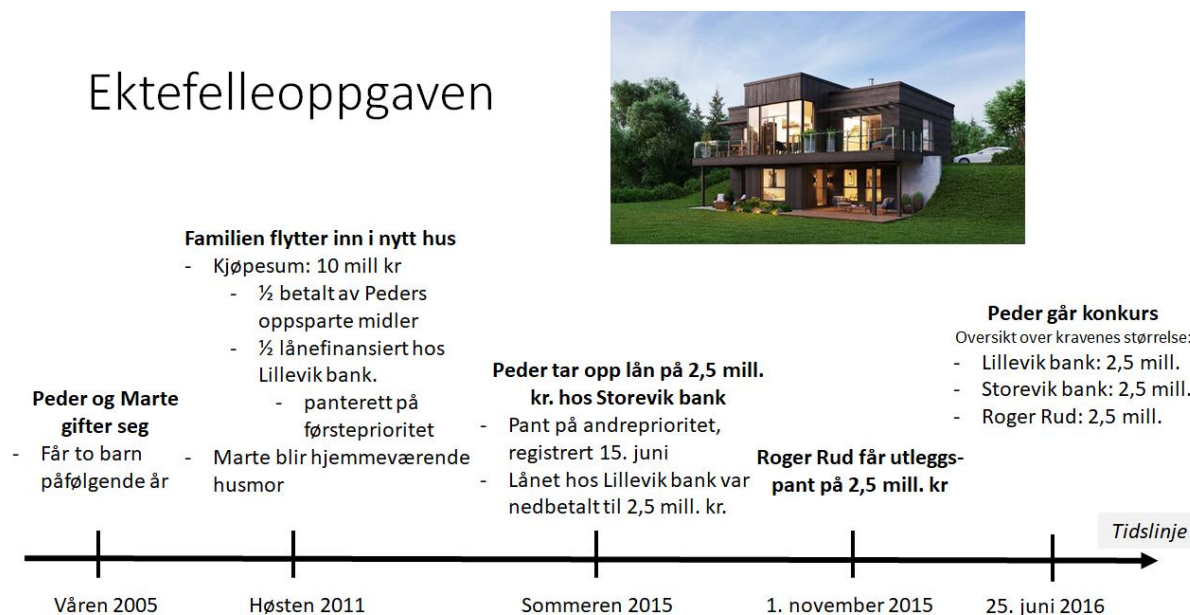 Ektefelleoppgaven
Peder og Marte
gifter seg
- Får to barn
påfølgende år
Familien flytter inn i nytt hus
- Kjøpesum: 10 mill kr
- ½ betalt av Peders
oppsparte midler
- ½ lånefinansiert hos
Lillevik bank.
- panterett på
førsteprioritet
- Marte blir hjemmeværende
husmor
Peder tar opp lån på 2,5 mill.
kr. hos Storevik bank
- Pant på andreprioritet,
registrert 15. juni
- Lånet hos Lillevik bank var
nedbetalt til 2,5 mill. kr.
Roger Rud får utleggs-
pant på 2,5 mill. kr
Peder går konkurs
Oversikt over kravenes størrelse:
- Lillevik bank: 2,5 mill.
- Storevik bank: 2,5 mill.
- Roger Rud: 2,5 mill.
Tidslinje
Våren 2005
Høsten 2011
Sommeren 2015
1. november 2015
25. juni 2016